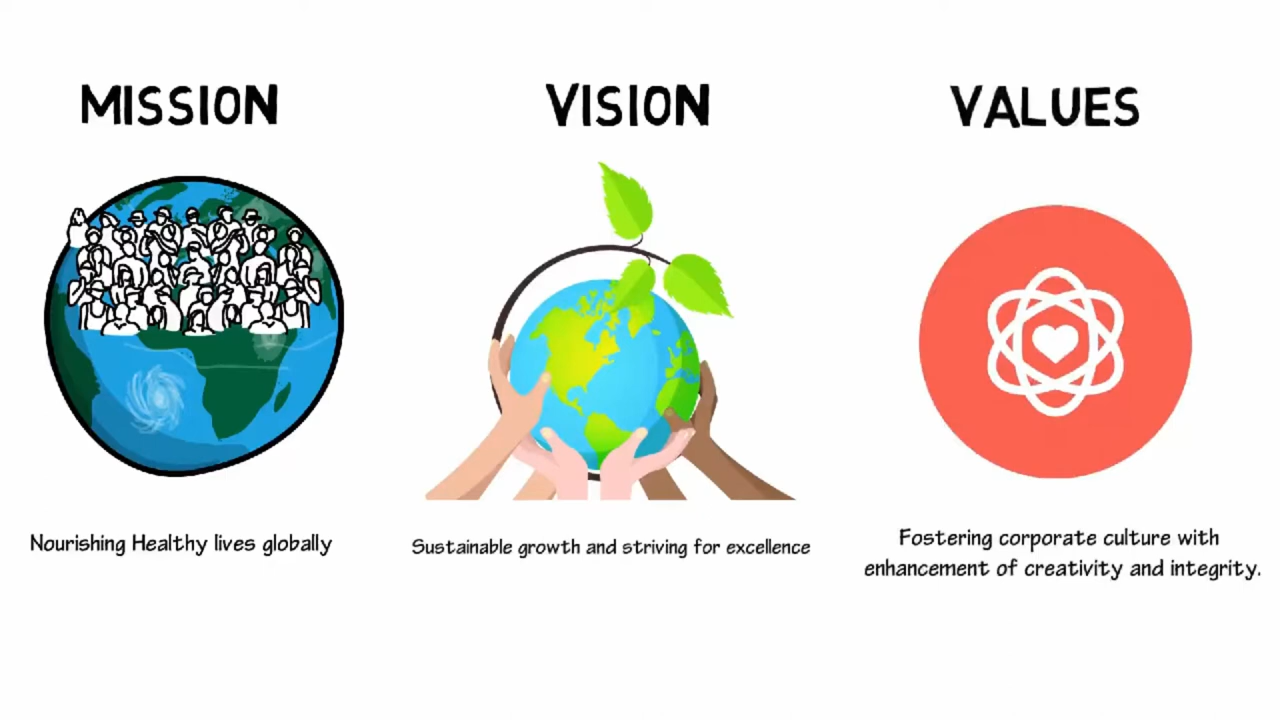 MISSION
VISION
VALUES
Nourishing Healthy lives globally
Sustainable growth and striving for excellence
Fostering corporate culture with
enhancement of creativity and integrity.